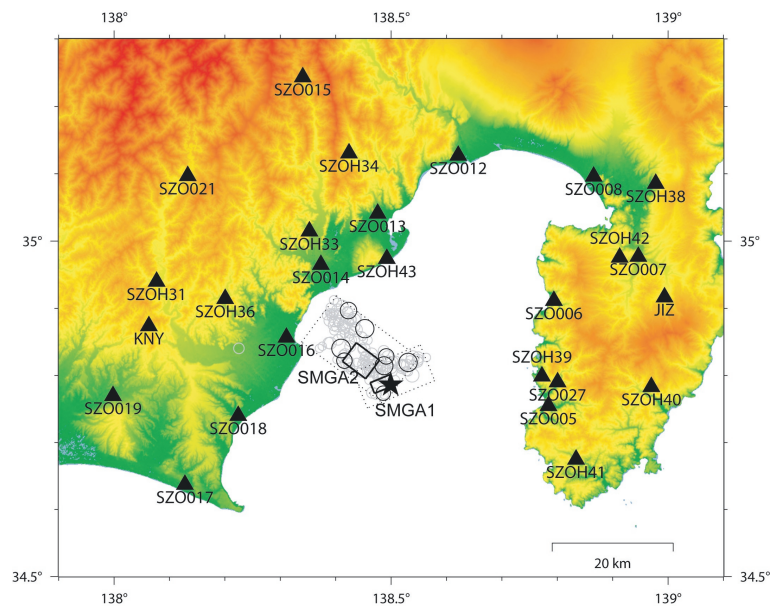 138° 138.5° 139°
SZO015
SZOH34
SZO012
SZO021
SZO008
SZOH38
SZO013
SZOH33
SZOH42
35° 35°
SZO014
SZOH43
SZO007
SZOH31
SZOH36
SZO006
JIZ
KNY
SZO016
SZOH39
SMGA2
SZO027
SZOH40
SZO019
SMGA1
SZO005
SZO018
SZOH41
SZO017
20 km
34.5° 34.5°
138° 138.5° 139°